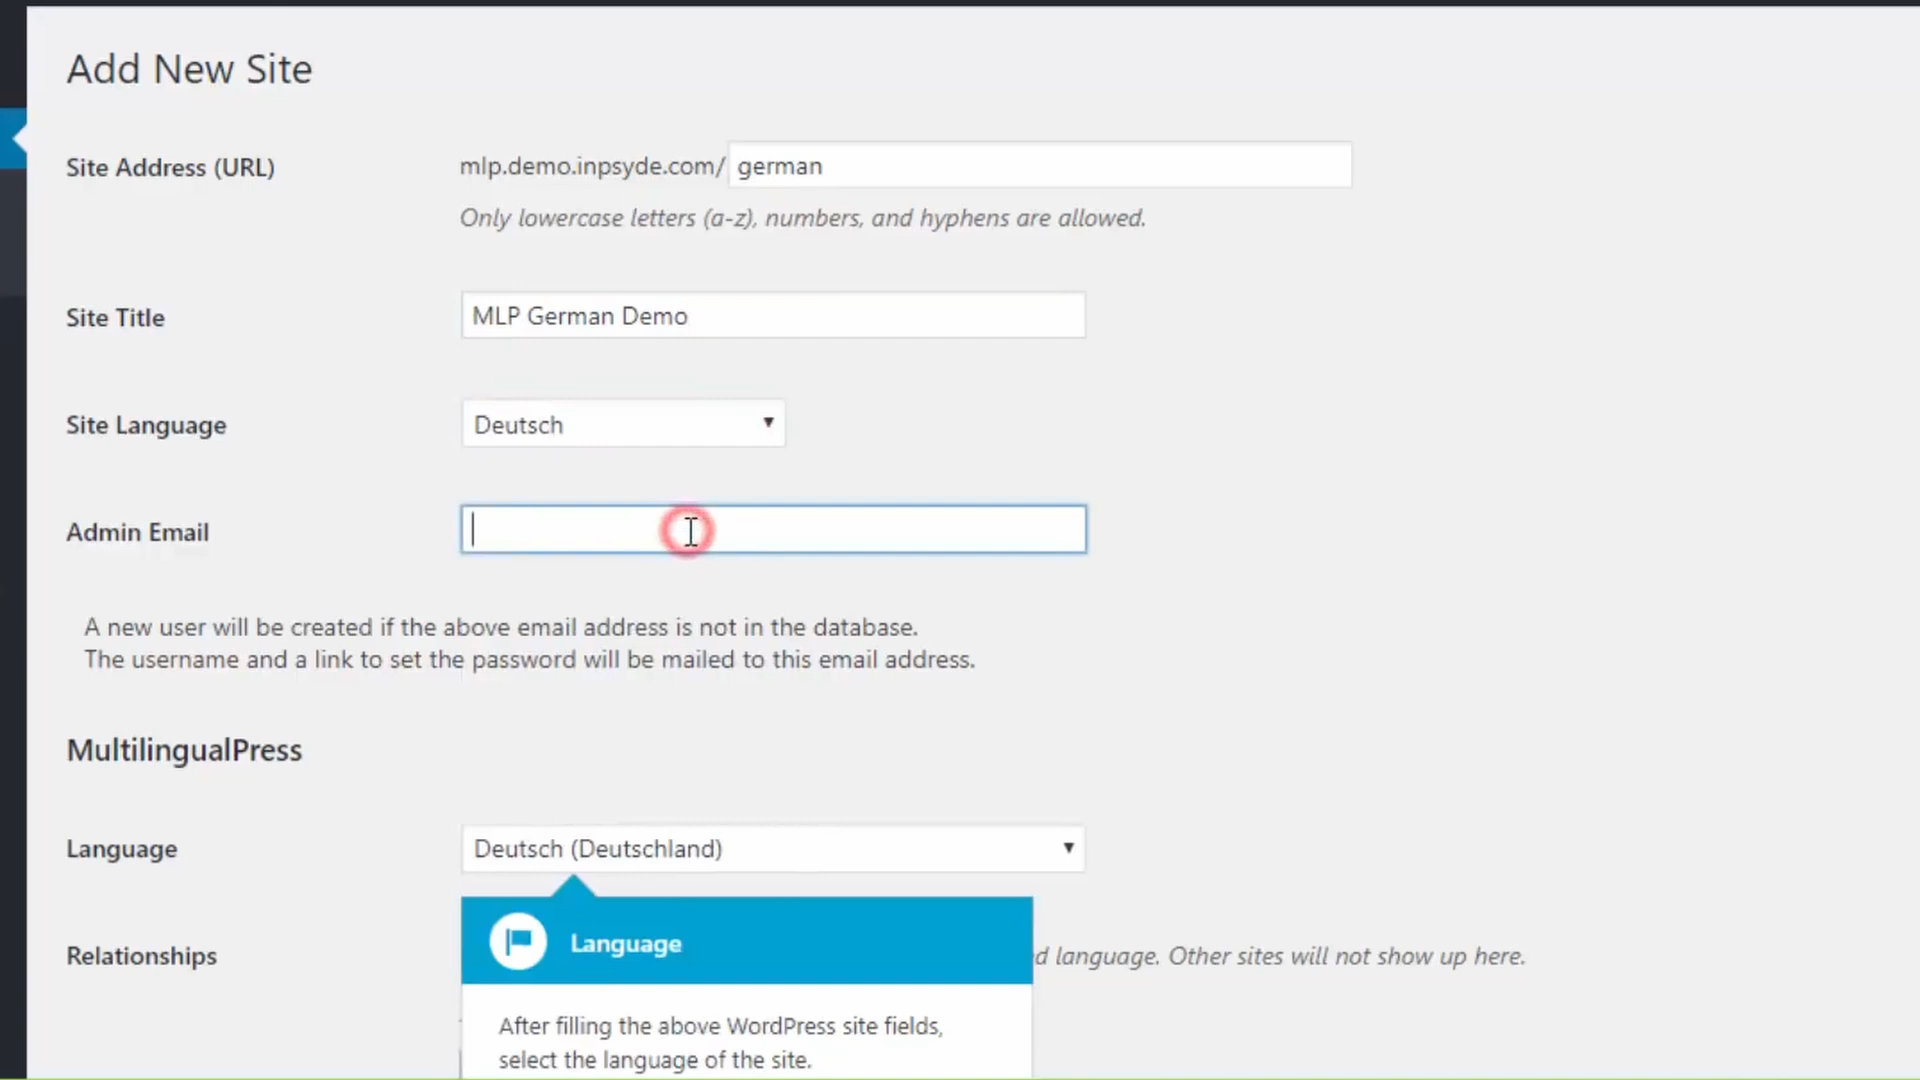 Add New Site
Site Address (URL)
mlp.demo.inpsyde.com/ german
Only lowercase letters (a-z), numbers, and hyphens are allowed.
Site Title
MLP German Demo
Site Language
Deutsch
Admin Email
A new user will be created if the above email address is not in the database.
The username and a link to set the password will be mailed to this email address.
MultilingualPress
Language
Deutsch (Deutschland)
Language
Relationships
language. Other sites will not show up here.
After filling the above WordPress site fields,
select the language of the site.